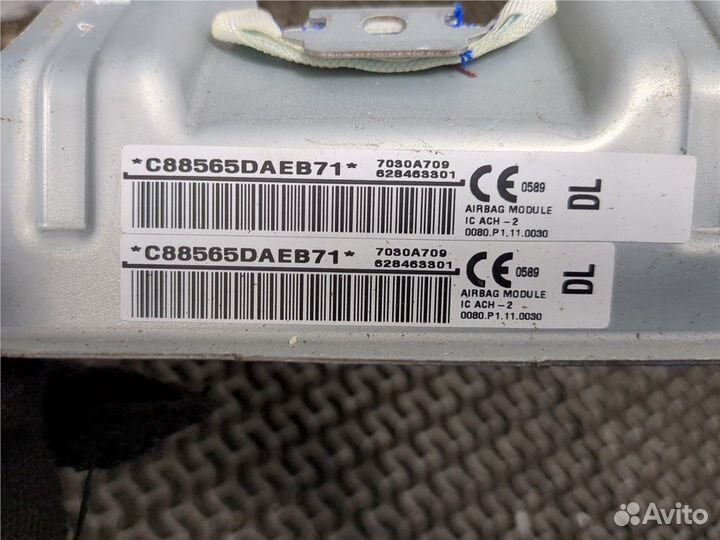 *C88565DAEB71*
7030A709
628463301
CE 0589
AIRBAG MODULE
IC ACH-2
0080.P1.11.0030
DL
*C88565DAEB71*
7030A709
628463301
CE 0589
AIRBAG MODULE
IC ACH-2
0080.P1.11.0030
DL
Avito